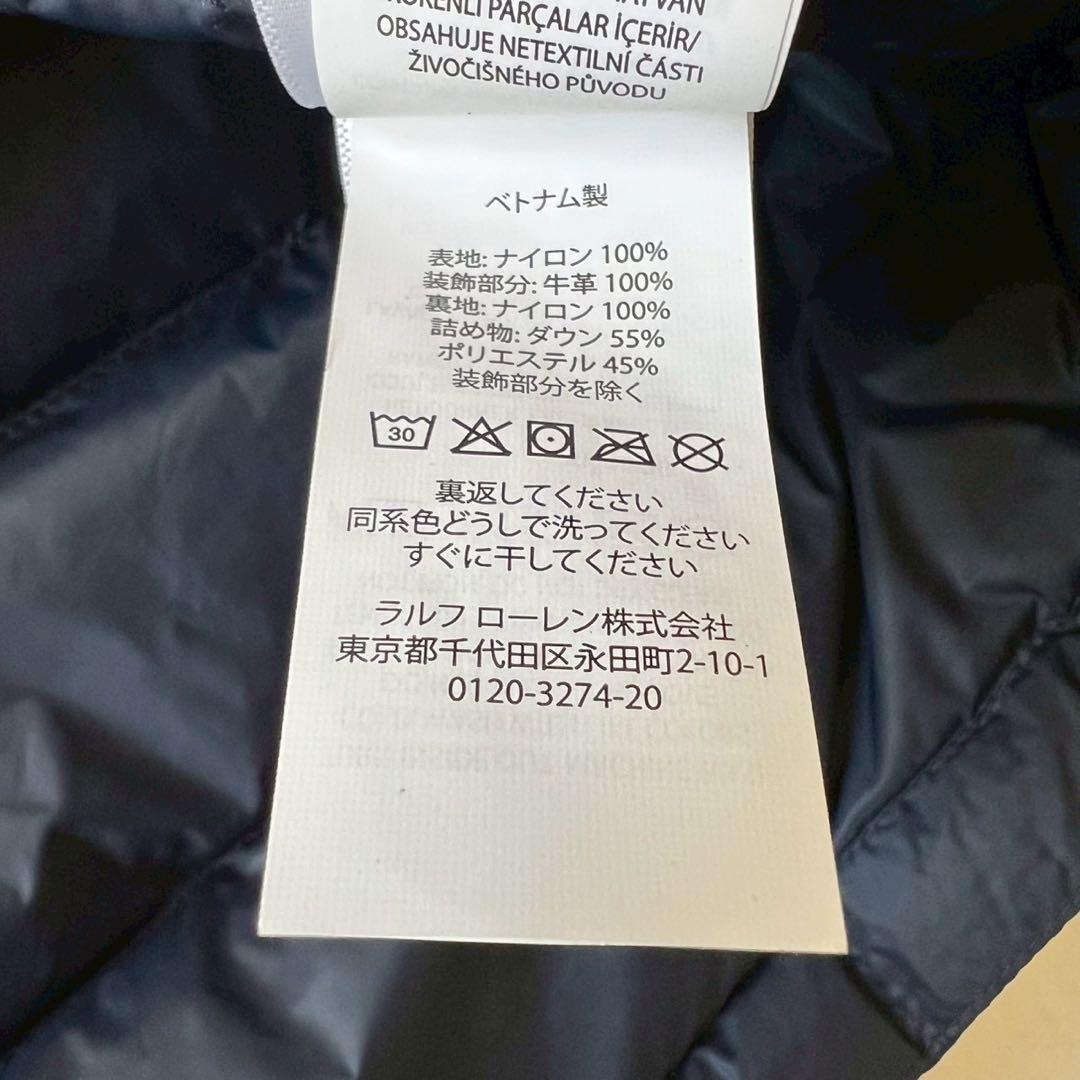 KÖKENLİ PARÇALAR İÇERİR/
OBSAHUJE NETEXTILNÍ ČÁSTI
ŽIVOČIŠNÉHO PŮVODU
ベトナム製
表地: ナイロン 100%
装飾部分: 牛革 100%
裏地: ナイロン 100%
詰め物: ダウン 55%
ポリエステル 45%
装飾部分を除く
30
裏返してください
同系色どうしで洗ってください
すぐに干してください
ラルフ ローレン株式会社
東京都千代田区永田町2-10-1
0120-3274-20